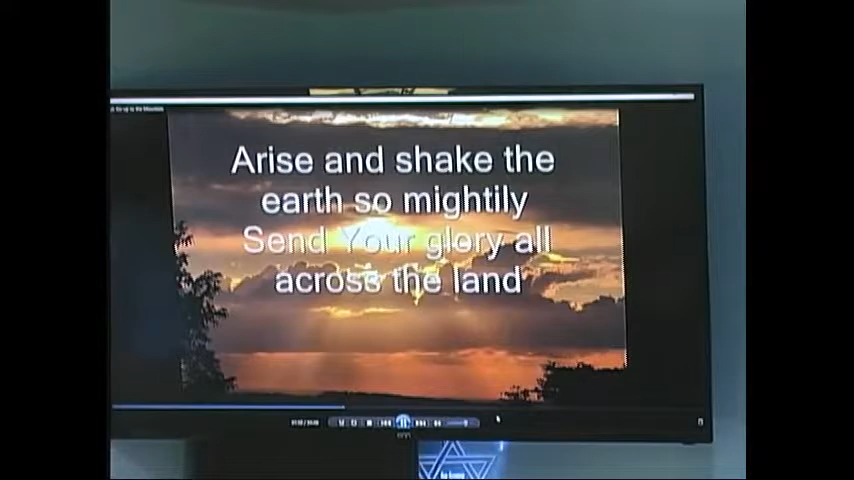 Arise and shake the
earth so mightily
Send Your glory all
across the land